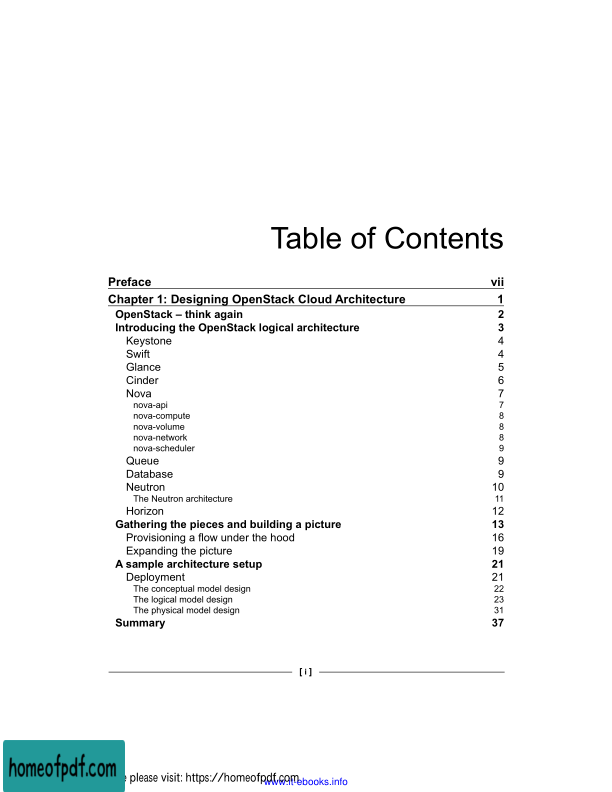 Table of Contents
Preface vii
Chapter 1: Designing OpenStack Cloud Architecture 1
OpenStack – think again 2
Introducing the OpenStack logical architecture 3
Keystone 4
Swift 4
Glance 5
Cinder 6
Nova 7
nova-api 7
nova-compute 8
nova-volume 8
nova-network 8
nova-scheduler 9
Queue 9
Database 9
Neutron 10
The Neutron architecture 11
Horizon 12
Gathering the pieces and building a picture 13
Provisioning a flow under the hood 16
Expanding the picture 19
A sample architecture setup 21
Deployment 21
The conceptual model design 22
The logical model design 23
The physical model design 31
Summary 37
[ i ]
homeofpdf.com
please visit: https://homeofpdf.com
www.it-ebooks.info